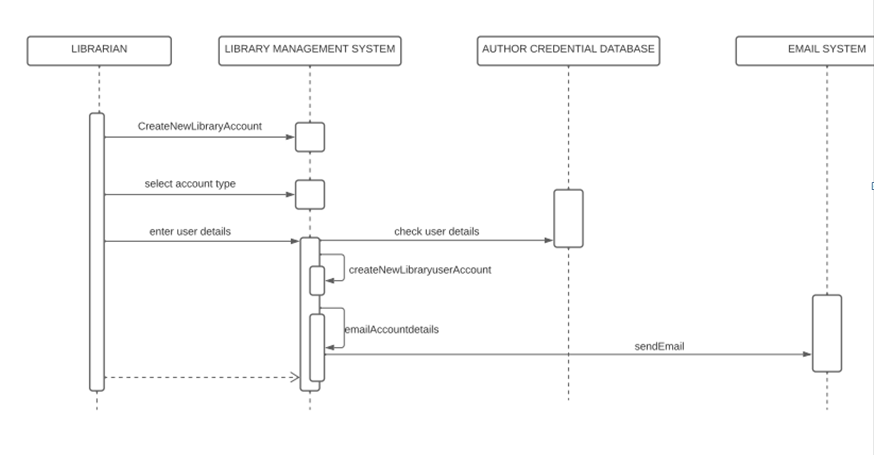 LIBRARIAN
LIBRARY MANAGEMENT SYSTEM
AUTHOR CREDENTIAL DATABASE
EMAIL SYSTEM
CreateNewLibraryAccount
select account type
enter user details
check user details
createNewLibraryuserAccount
emailAccountdetails
sendEmail